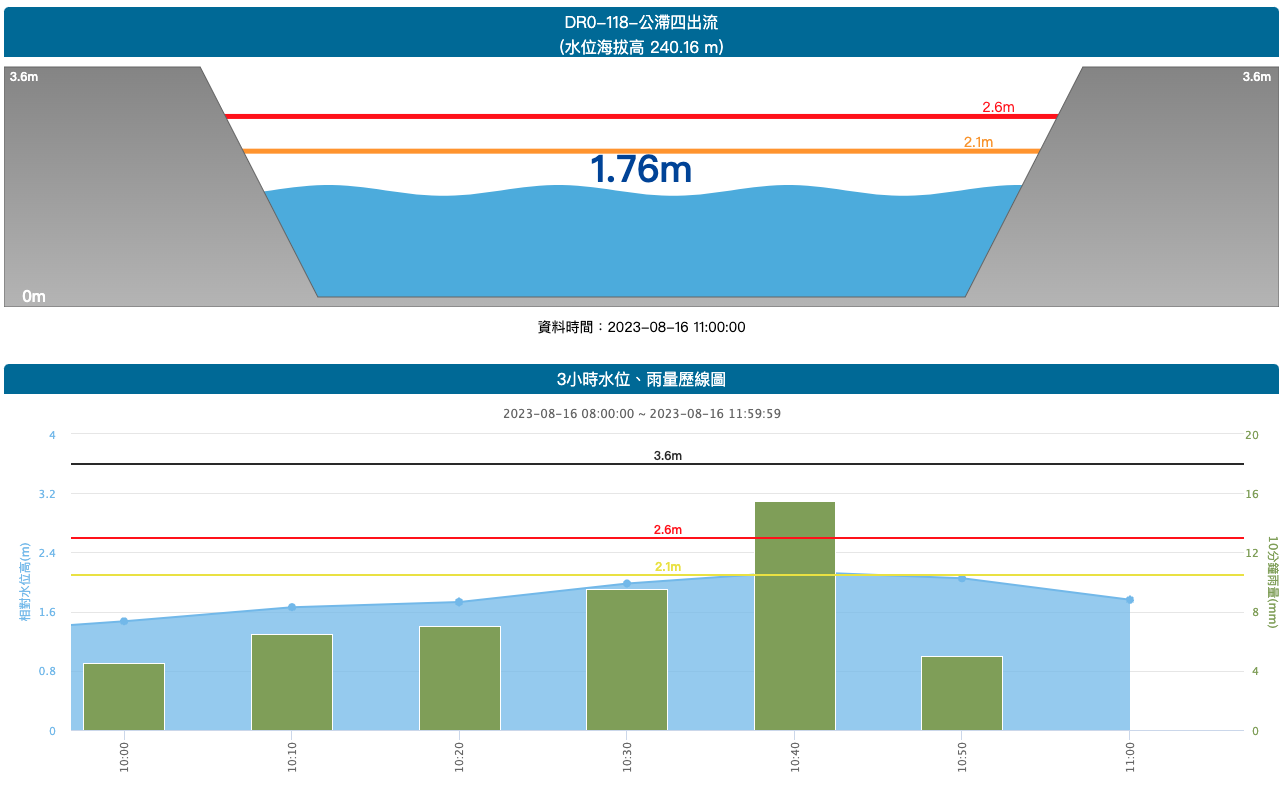 DR0-118-公滯四出流
(水位海拔高 240.16 m)
3.6m
3.6m
2.6m
2.1m
1.76m
0m
資料時間：2023-08-16 11:00:00
3小時水位、雨量歷線圖
2023-08-16 08:00:00 ~ 2023-08-16 11:59:59
4
20
3.6m
3.2
16
2.6m
2.4
12
2.1m
相對水位高(m)
10分鐘雨量(mm)
1.6
8
0.8
4
0
0
10:00
10:10
10:20
10:30
10:40
10:50
11:00